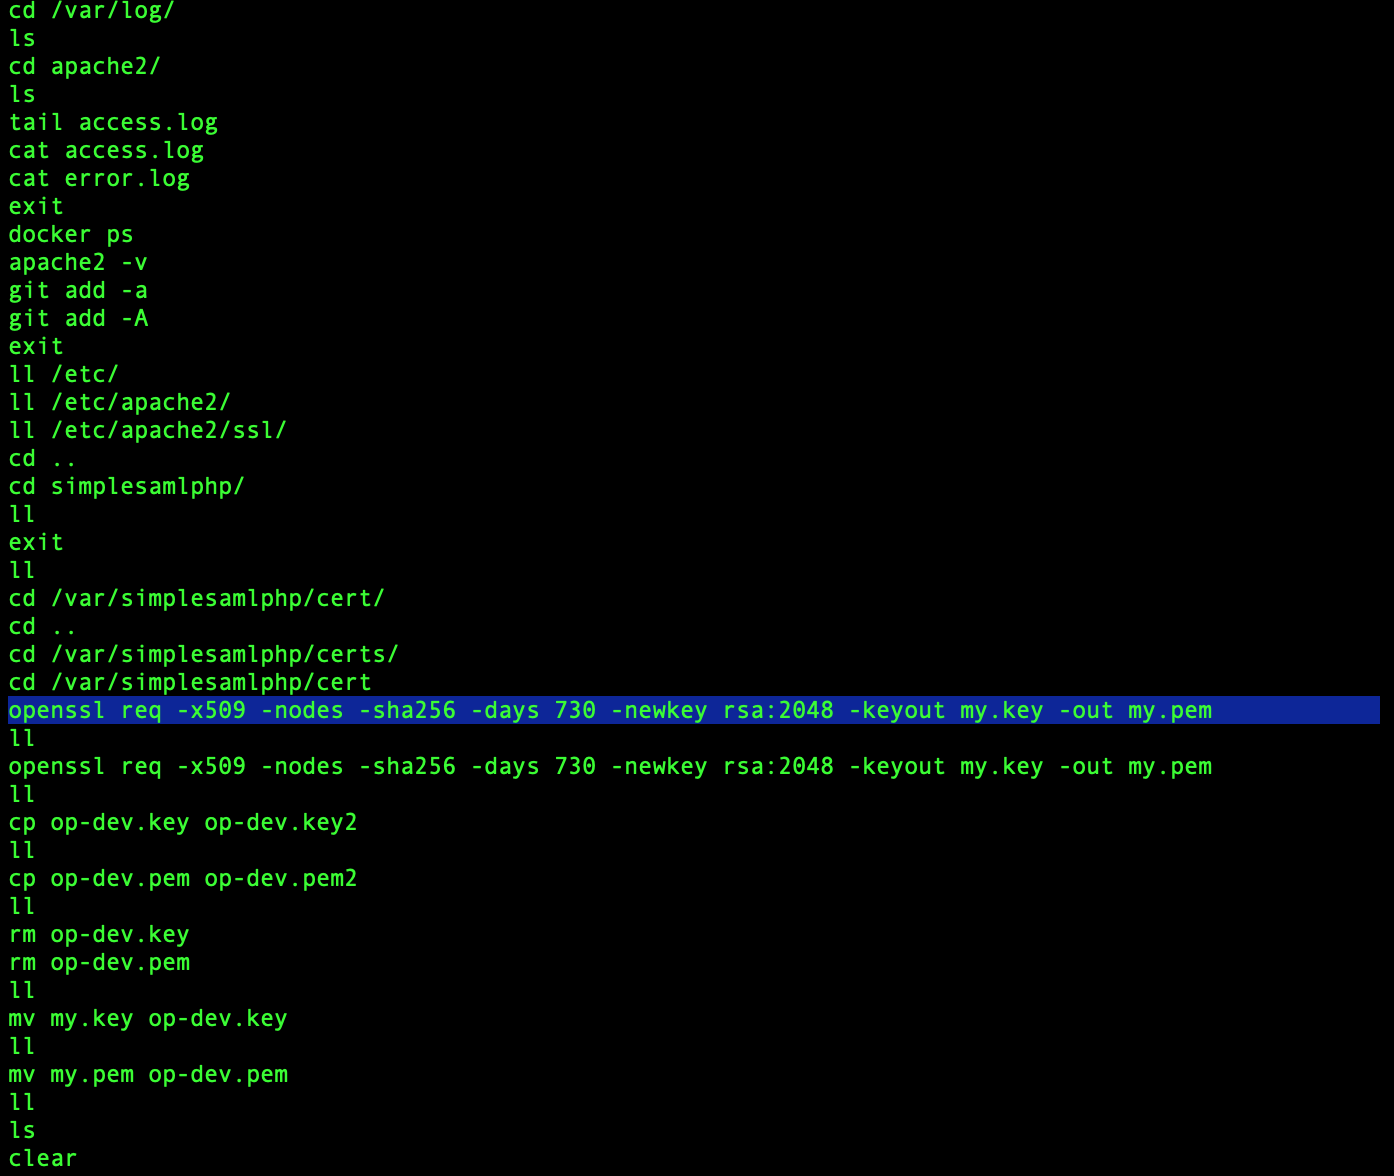 cd /var/log/
ls
cd apache2/
ls
tail access.log
cat access.log
cat error.log
exit
docker ps
apache2 -v
git add -a
git add -A
exit
ll /etc/
ll /etc/apache2/
ll /etc/apache2/ssl/
cd ..
cd simplesamlphp/
ll
exit
ll
cd /var/simplesamlphp/cert/
cd ..
cd /var/simplesamlphp/certs/
cd /var/simplesamlphp/cert
openssl req -x509 -nodes -sha256 -days 730 -newkey rsa:2048 -keyout my.key -out my.pem
ll
openssl req -x509 -nodes -sha256 -days 730 -newkey rsa:2048 -keyout my.key -out my.pem
ll
cp op-dev.key op-dev.key2
ll
cp op-dev.pem op-dev.pem2
ll
rm op-dev.key
rm op-dev.pem
ll
mv my.key op-dev.key
ll
mv my.pem op-dev.pem
ll
ls
clear